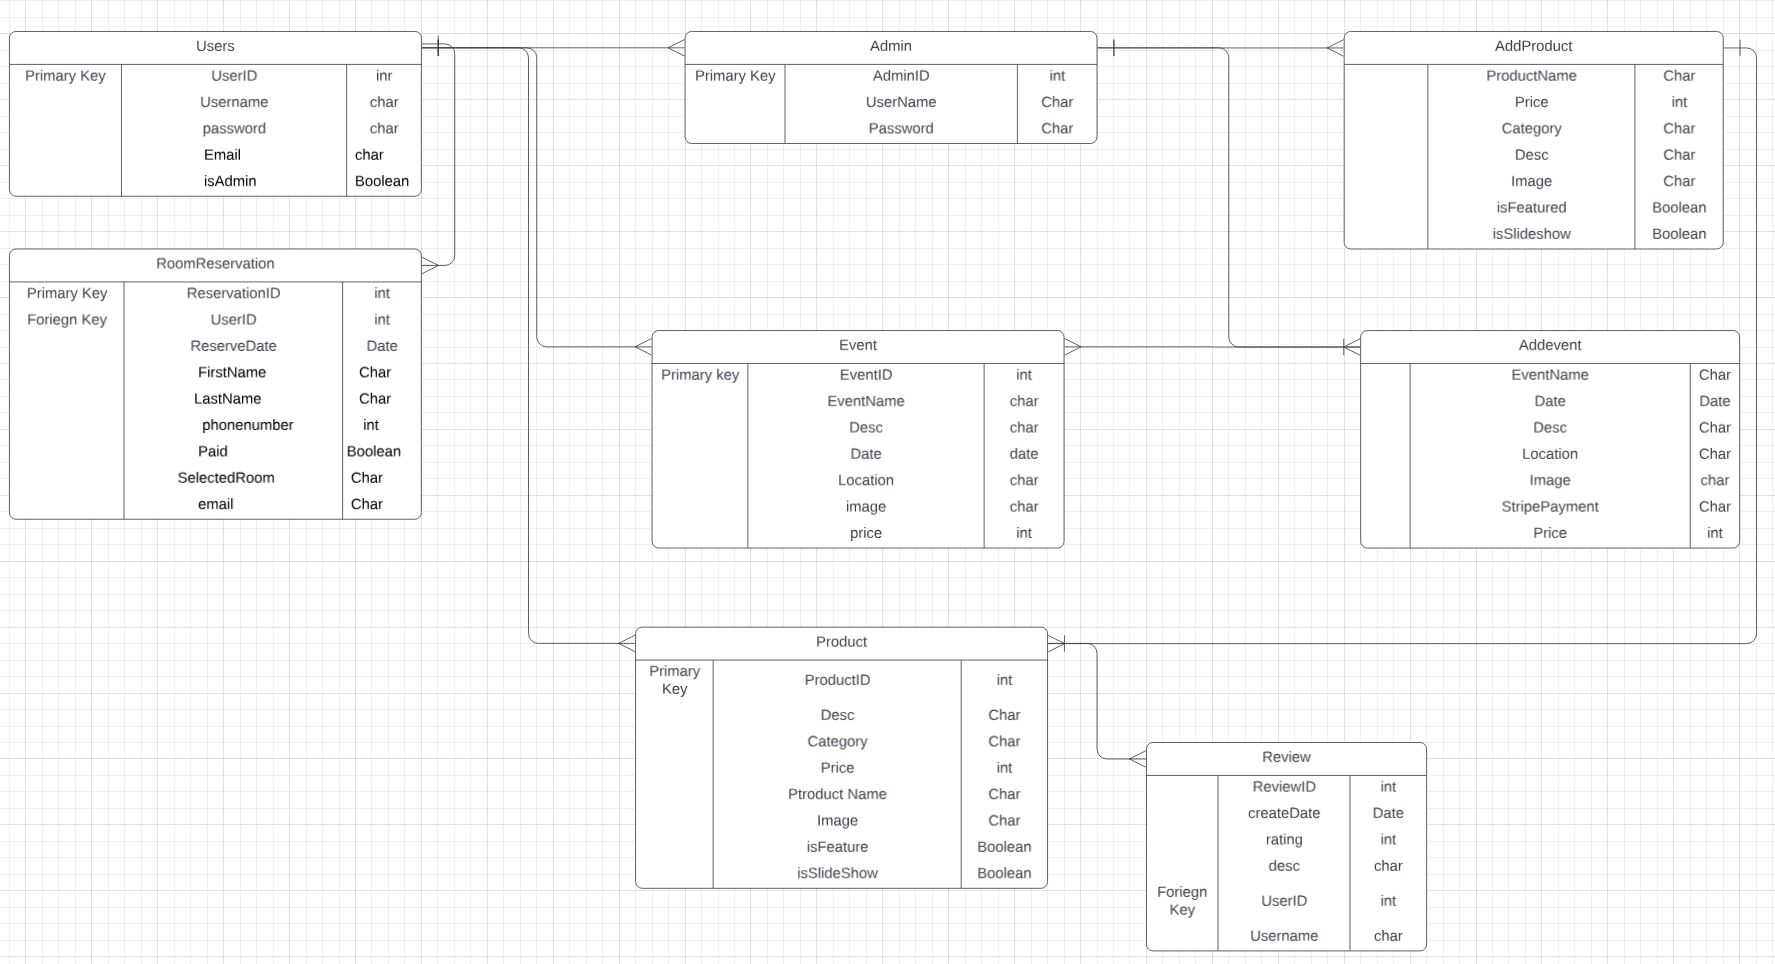 Users
Primary Key UserID inr
Username char
password char
Email char
isAdmin Boolean
Admin
Primary Key AdminID int
UserName Char
Password Char
AddProduct
ProductName Char
Price int
Category Char
Desc Char
Image Char
isFeatured Boolean
isSlideshow Boolean
RoomReservation
Primary Key ReservationID int
Foriegn Key UserID int
ReserveDate Date
FirstName Char
LastName Char
phonenumber int
Paid Boolean
SelectedRoom Char
email Char
Event
Primary key EventID int
EventName char
Desc char
Date date
Location char
image char
price int
Addevent
EventName Char
Date Date
Desc Char
Location Char
Image char
StripePayment Char
Price int
Product
Primary
Key ProductID int
Desc Char
Category Char
Price int
Ptroduct Name Char
Image Char
isFeature Boolean
isSlideShow Boolean
Review
ReviewID int
createDate Date
rating int
desc char
Foriegn
Key UserID int
Username char